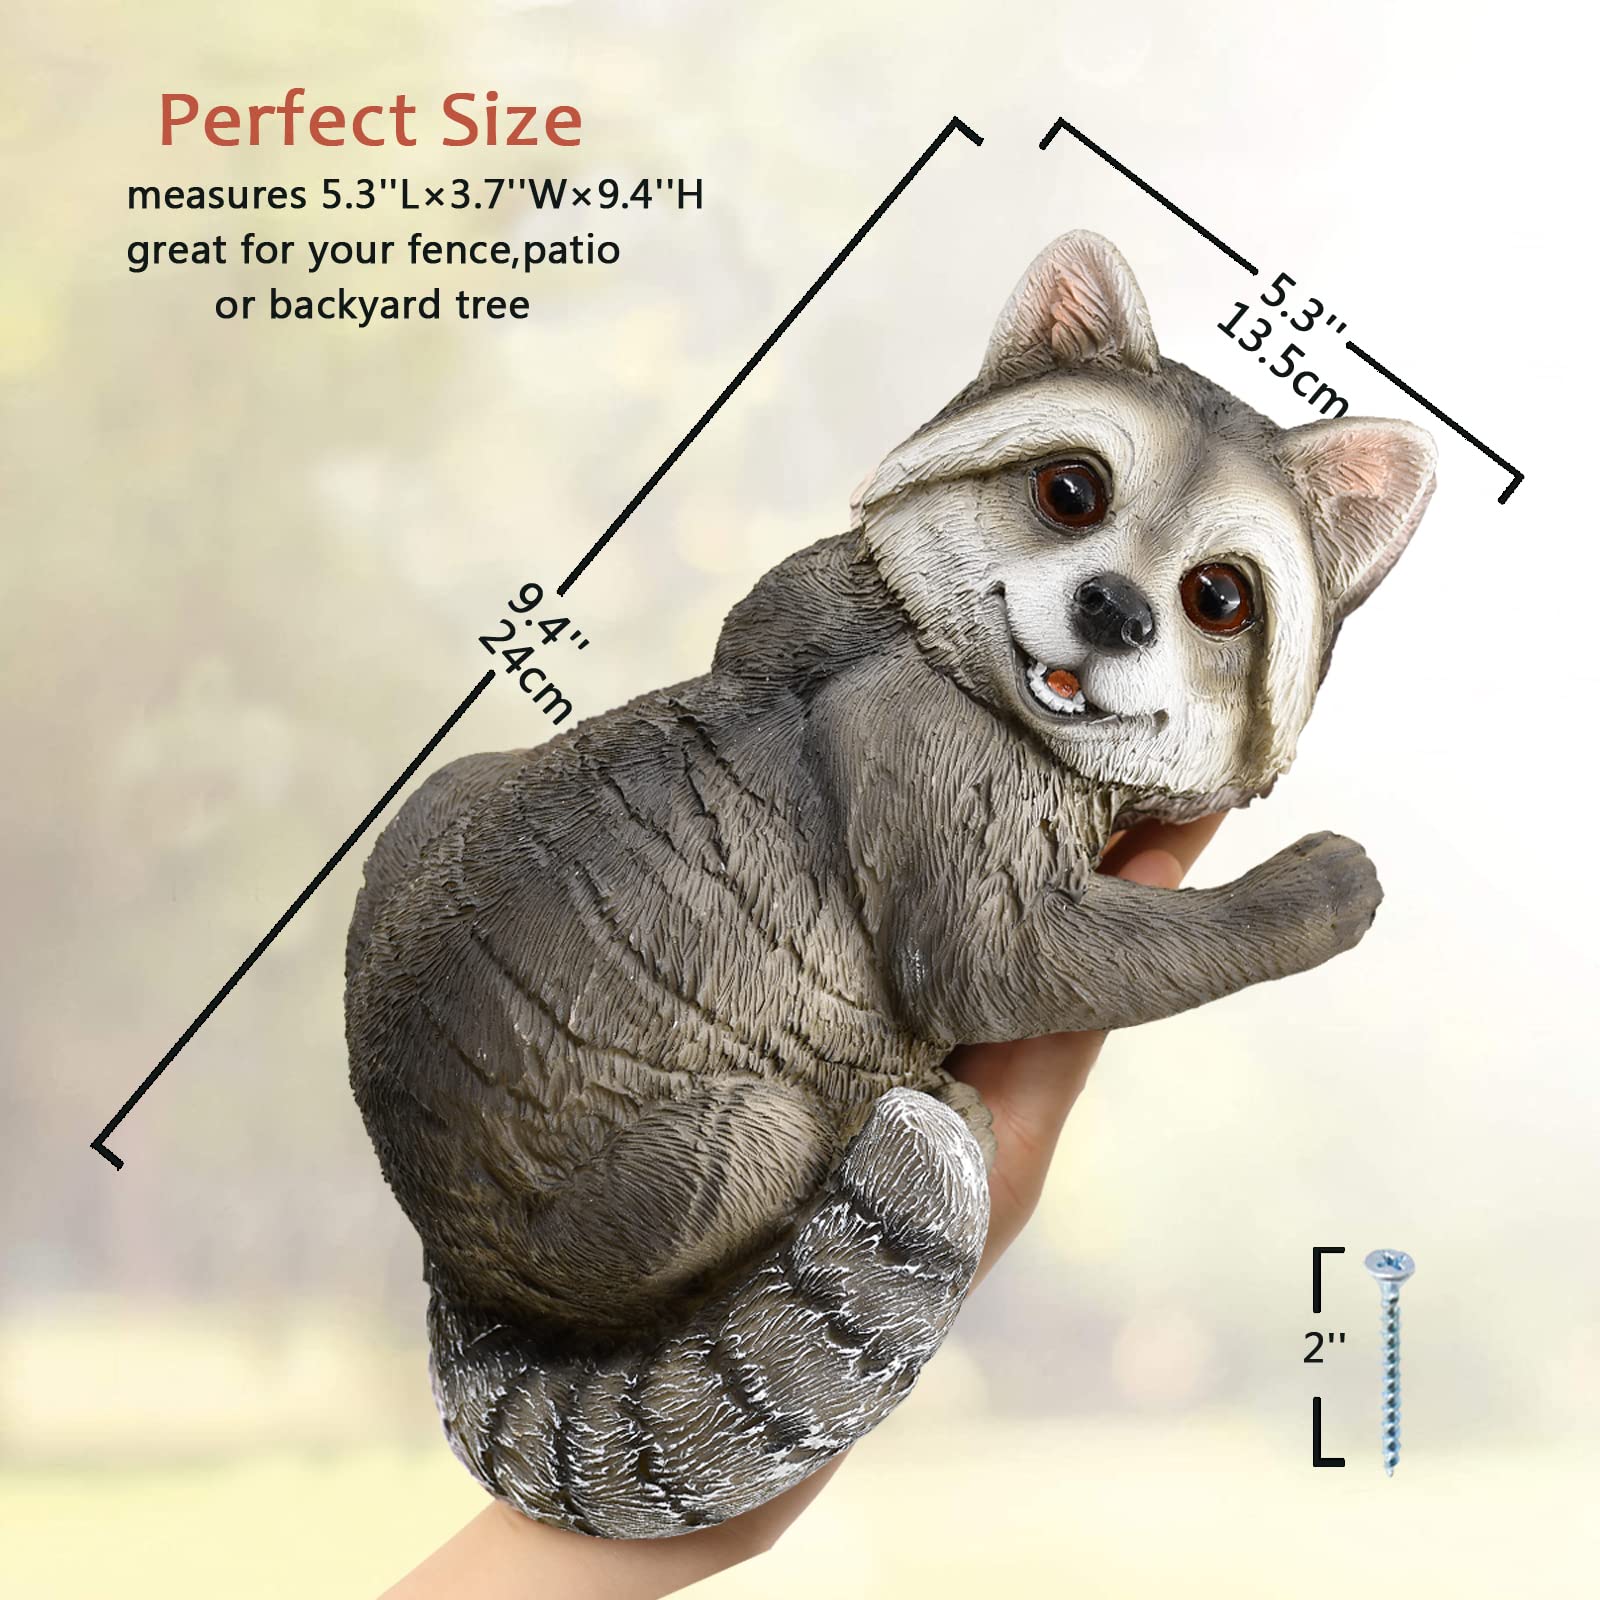 Perfect Size
measures 5.3''L×3.7''W×9.4''H
great for your fence,patio
or backyard tree
5.3''
13.5cm
9.4''
24cm
2''